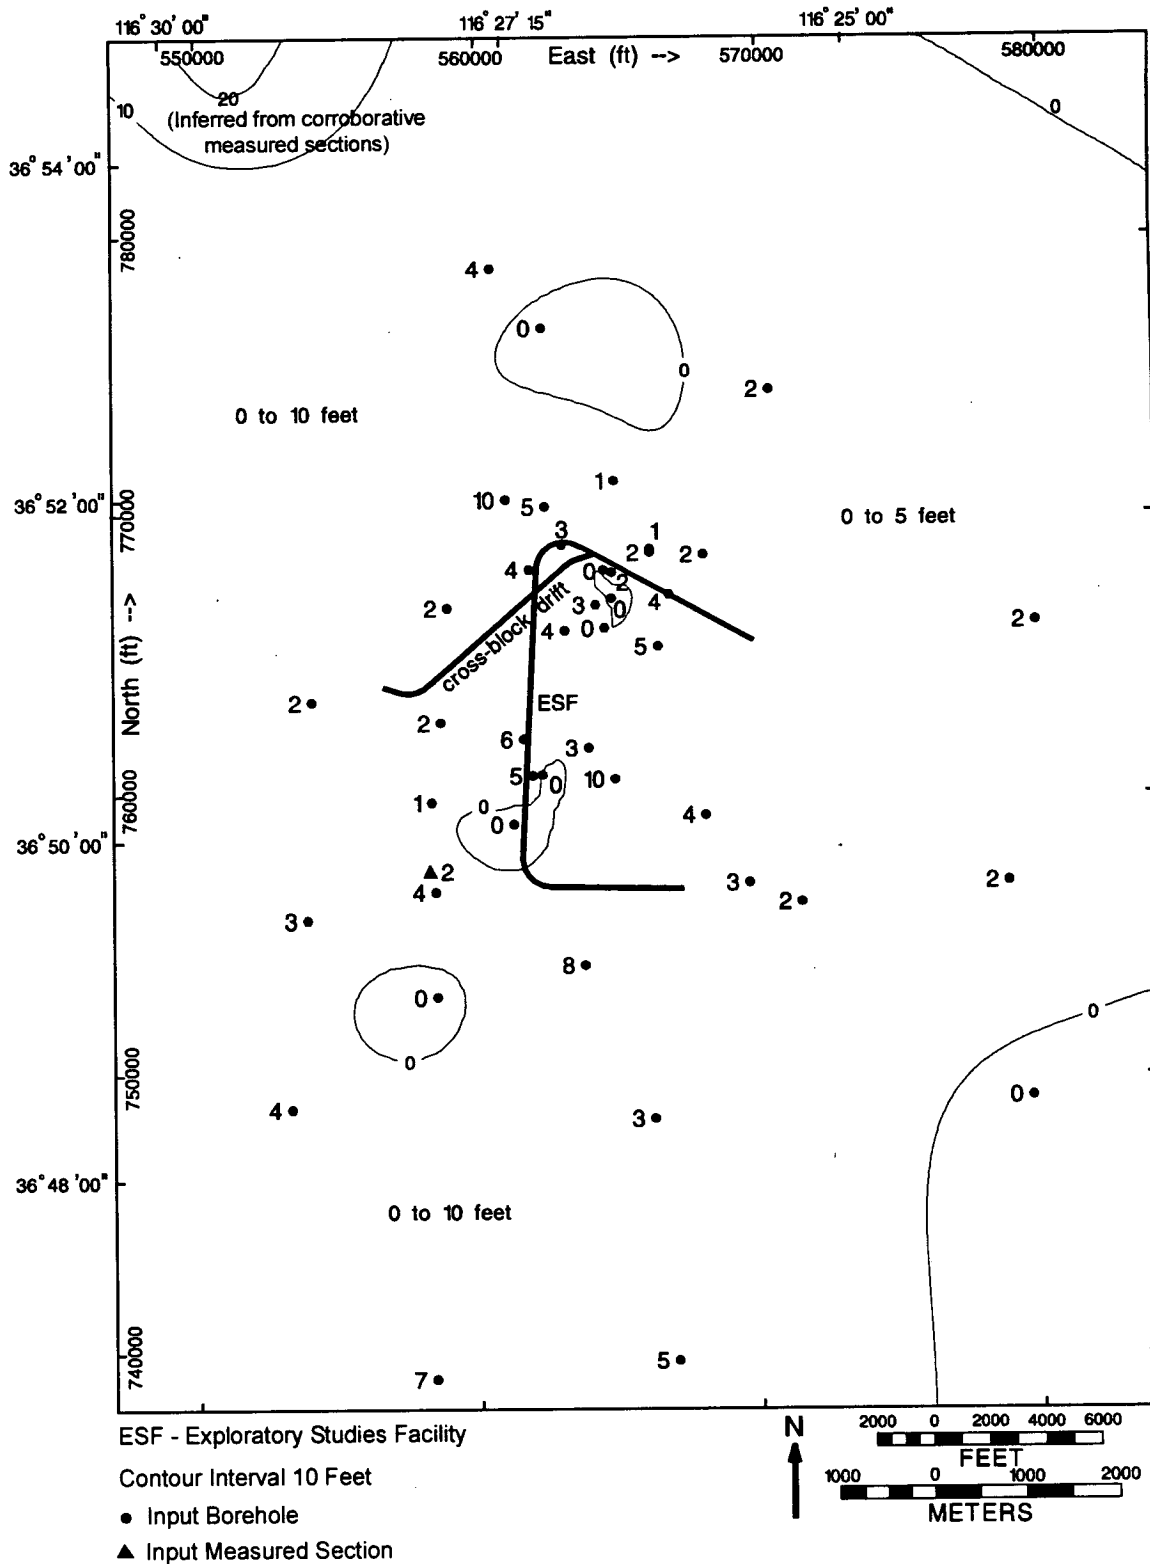 116° 30' 00"
116° 27' 15"
116° 25' 00"
550000
560000
East (ft) -->
570000
580000
10
20
0
(Inferred from corroborative
measured sections)
36° 54 '00"
780000
4
0
0
2
0 to 10 feet
1
36° 52 '00"
770000
10
5
0 to 5 feet
3
1
2
2
4
0
2
4
2
3
0
2
4
0
5
cross-block drift
North (ft) -->
2
ESF
2
6
3
5
0
10
760000
1
0
0
4
36° 50 '00"
2
4
3
2
2
3
8
0
0
0
750000
0
4
3
36° 48 '00"
0 to 10 feet
740000
5
7
ESF - Exploratory Studies Facility
Contour Interval 10 Feet
Input Borehole
Input Measured Section
N
2000 0 2000 4000 6000
FEET
1000 0 1000 2000
METERS